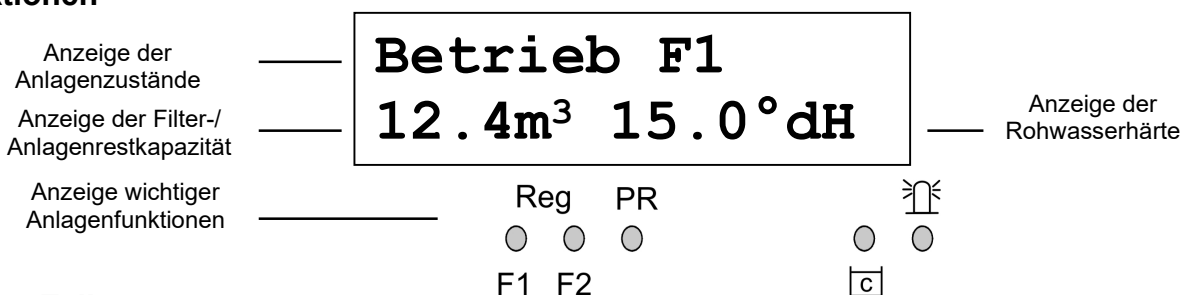 Anzeige der
Anlagenzustände
Betrieb F1
Anzeige der Filter-/
Anlagenrestkapazität
12.4m³ 15.0°dH
Anzeige der
Rohwasserhärte
Anzeige wichtiger
Anlagenfunktionen
Reg PR
F1 F2
c